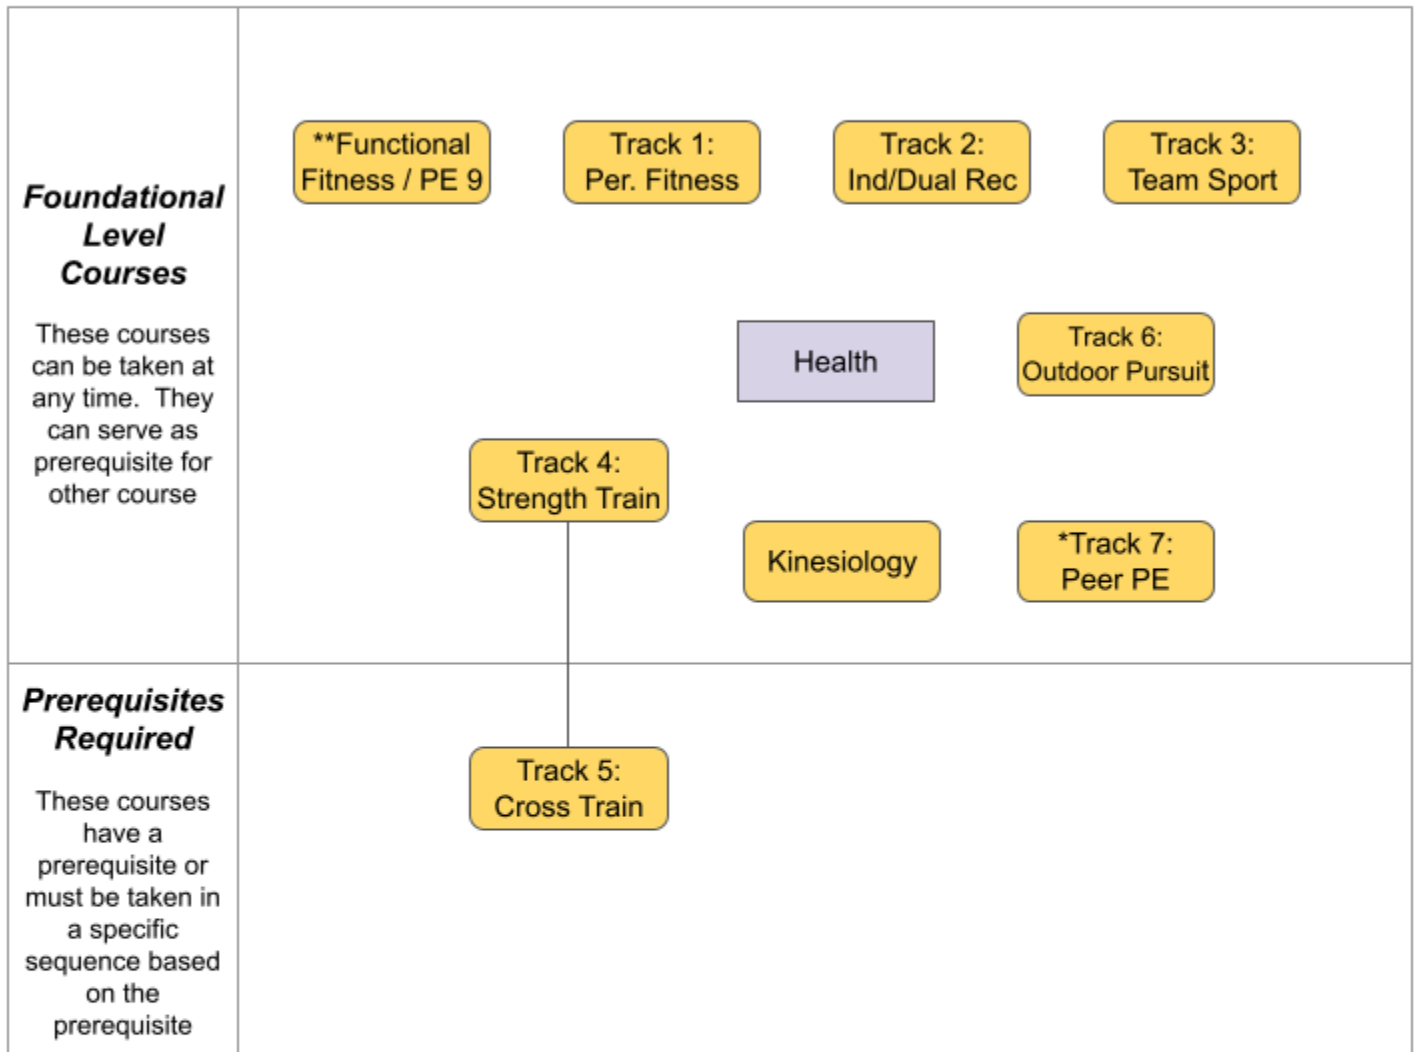 Foundational
Level
Courses
These courses
can be taken at
any time.  They
can serve as
prerequisite for
other course
**Functional
Fitness / PE 9
Track 1:
Per. Fitness
Track 2:
Ind/Dual Rec
Track 3:
Team Sport
Health
Track 6:
Outdoor Pursuit
Track 4:
Strength Train
Kinesiology
*Track 7:
Peer PE
Prerequisites
Required
These courses
have a
prerequisite or
must be taken in
a specific
sequence based
on the
prerequisite
Track 5:
Cross Train